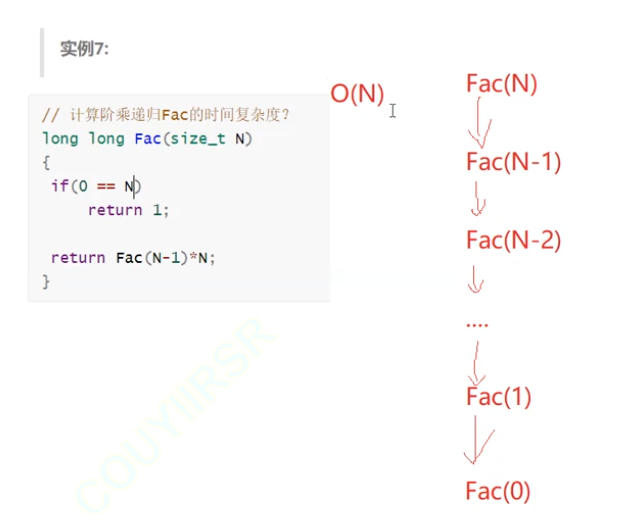 实例7:
// 计算阶乘递归Fac的时间复杂度?
long long Fac(size_t N)
{
if(0 == N)
return 1;
return Fac(N-1)*N;
}
O(N)
Fac(N)
Fac(N-1)
Fac(N-2)
....
Fac(1)
Fac(0)
COUYIIRSR